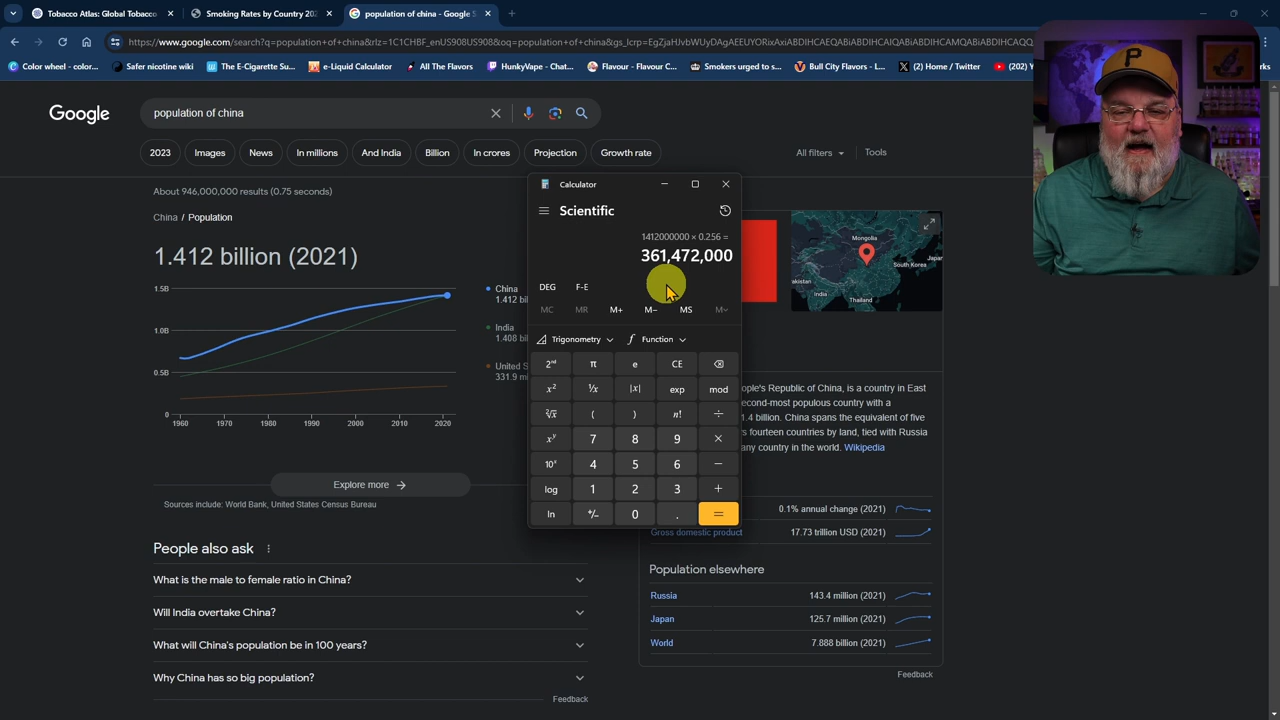 Tobacco Atlas: Global Tobacco
Smoking Rates by Country 202
population of china - Google S
https://www.google.com/search?q=population+of+china&rlz=1C1CHBF_enUS908US908&oq=population+of+china&gs_lcrp=EgZjaHJvbWUyDAgAEEUYORixAxiABDIHCAEQABiABDIHCAIQABiABDIHCAMQABiABDIHCAQ
Color wheel - color...
Safer nicotine wiki
The E-Cigarette Su...
e-Liquid Calculator
All The Flavors
HunkyVape - Chat...
Flavour – Flavour C...
Smokers urged to s...
Bull City Flavors – L...
(2) Home / Twitter
(202) Y
ks
Google
population of china
2023
Images
News
In millions
And India
Billion
In crores
Projection
Growth rate
All filters
Tools
About 946,000,000 results (0.75 seconds)
China / Population
1.412 billion (2021)
1.5B
1.0B
0.5B
0
1960
1970
1980
1990
2000
2010
2020
China
1.412 bil
India
1.408 bil
United S
331.9 mi
Explore more
Sources include: World Bank, United States Census Bureau
People also ask
What is the male to female ratio in China?
Will India overtake China?
What will China's population be in 100 years?
Why China has so big population?
Feedback
Calculator
Scientific
1412000000 × 0.256 =
361,472,000
DEG
F-E
MC
MR
M+
M−
MS
M˅
Trigonometry
f Function
2ⁿᵈ
π
e
CE
x²
¹⁄x
|x|
exp
mod
²√x
(
)
n!
÷
xʸ
7
8
9
×
10ˣ
4
5
6
−
log
1
2
3
+
ln
+/−
0
.
=
Mongolia
South Korea
Japa
akistan
India
Thailand
ople's Republic of China, is a country in East
econd-most populous country with a
1.4 billion. China spans the equivalent of five
s fourteen countries by land, tied with Russia
any country in the world. Wikipedia
0.1% annual change (2021)
Gross domestic product
17.73 trillion USD (2021)
Population elsewhere
Russia
143.4 million (2021)
Japan
125.7 million (2021)
World
7.888 billion (2021)
Feedback
P